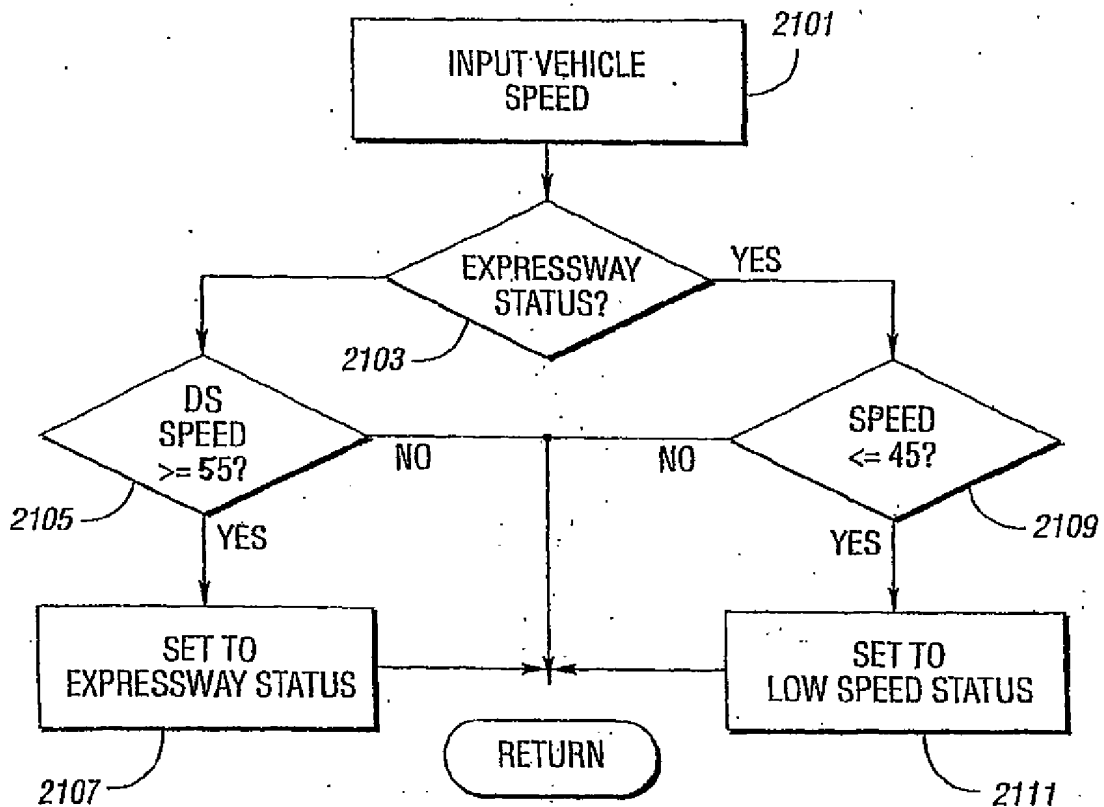 2101
INPUT VEHICLE
SPEED
EXPRESSWAY
STATUS?
YES
2103
DS
SPEED
>= 55?
NO
2105
YES
SPEED
<= 45?
NO
2109
YES
SET TO
EXPRESSWAY STATUS
2107
SET TO
LOW SPEED STATUS
2111
RETURN